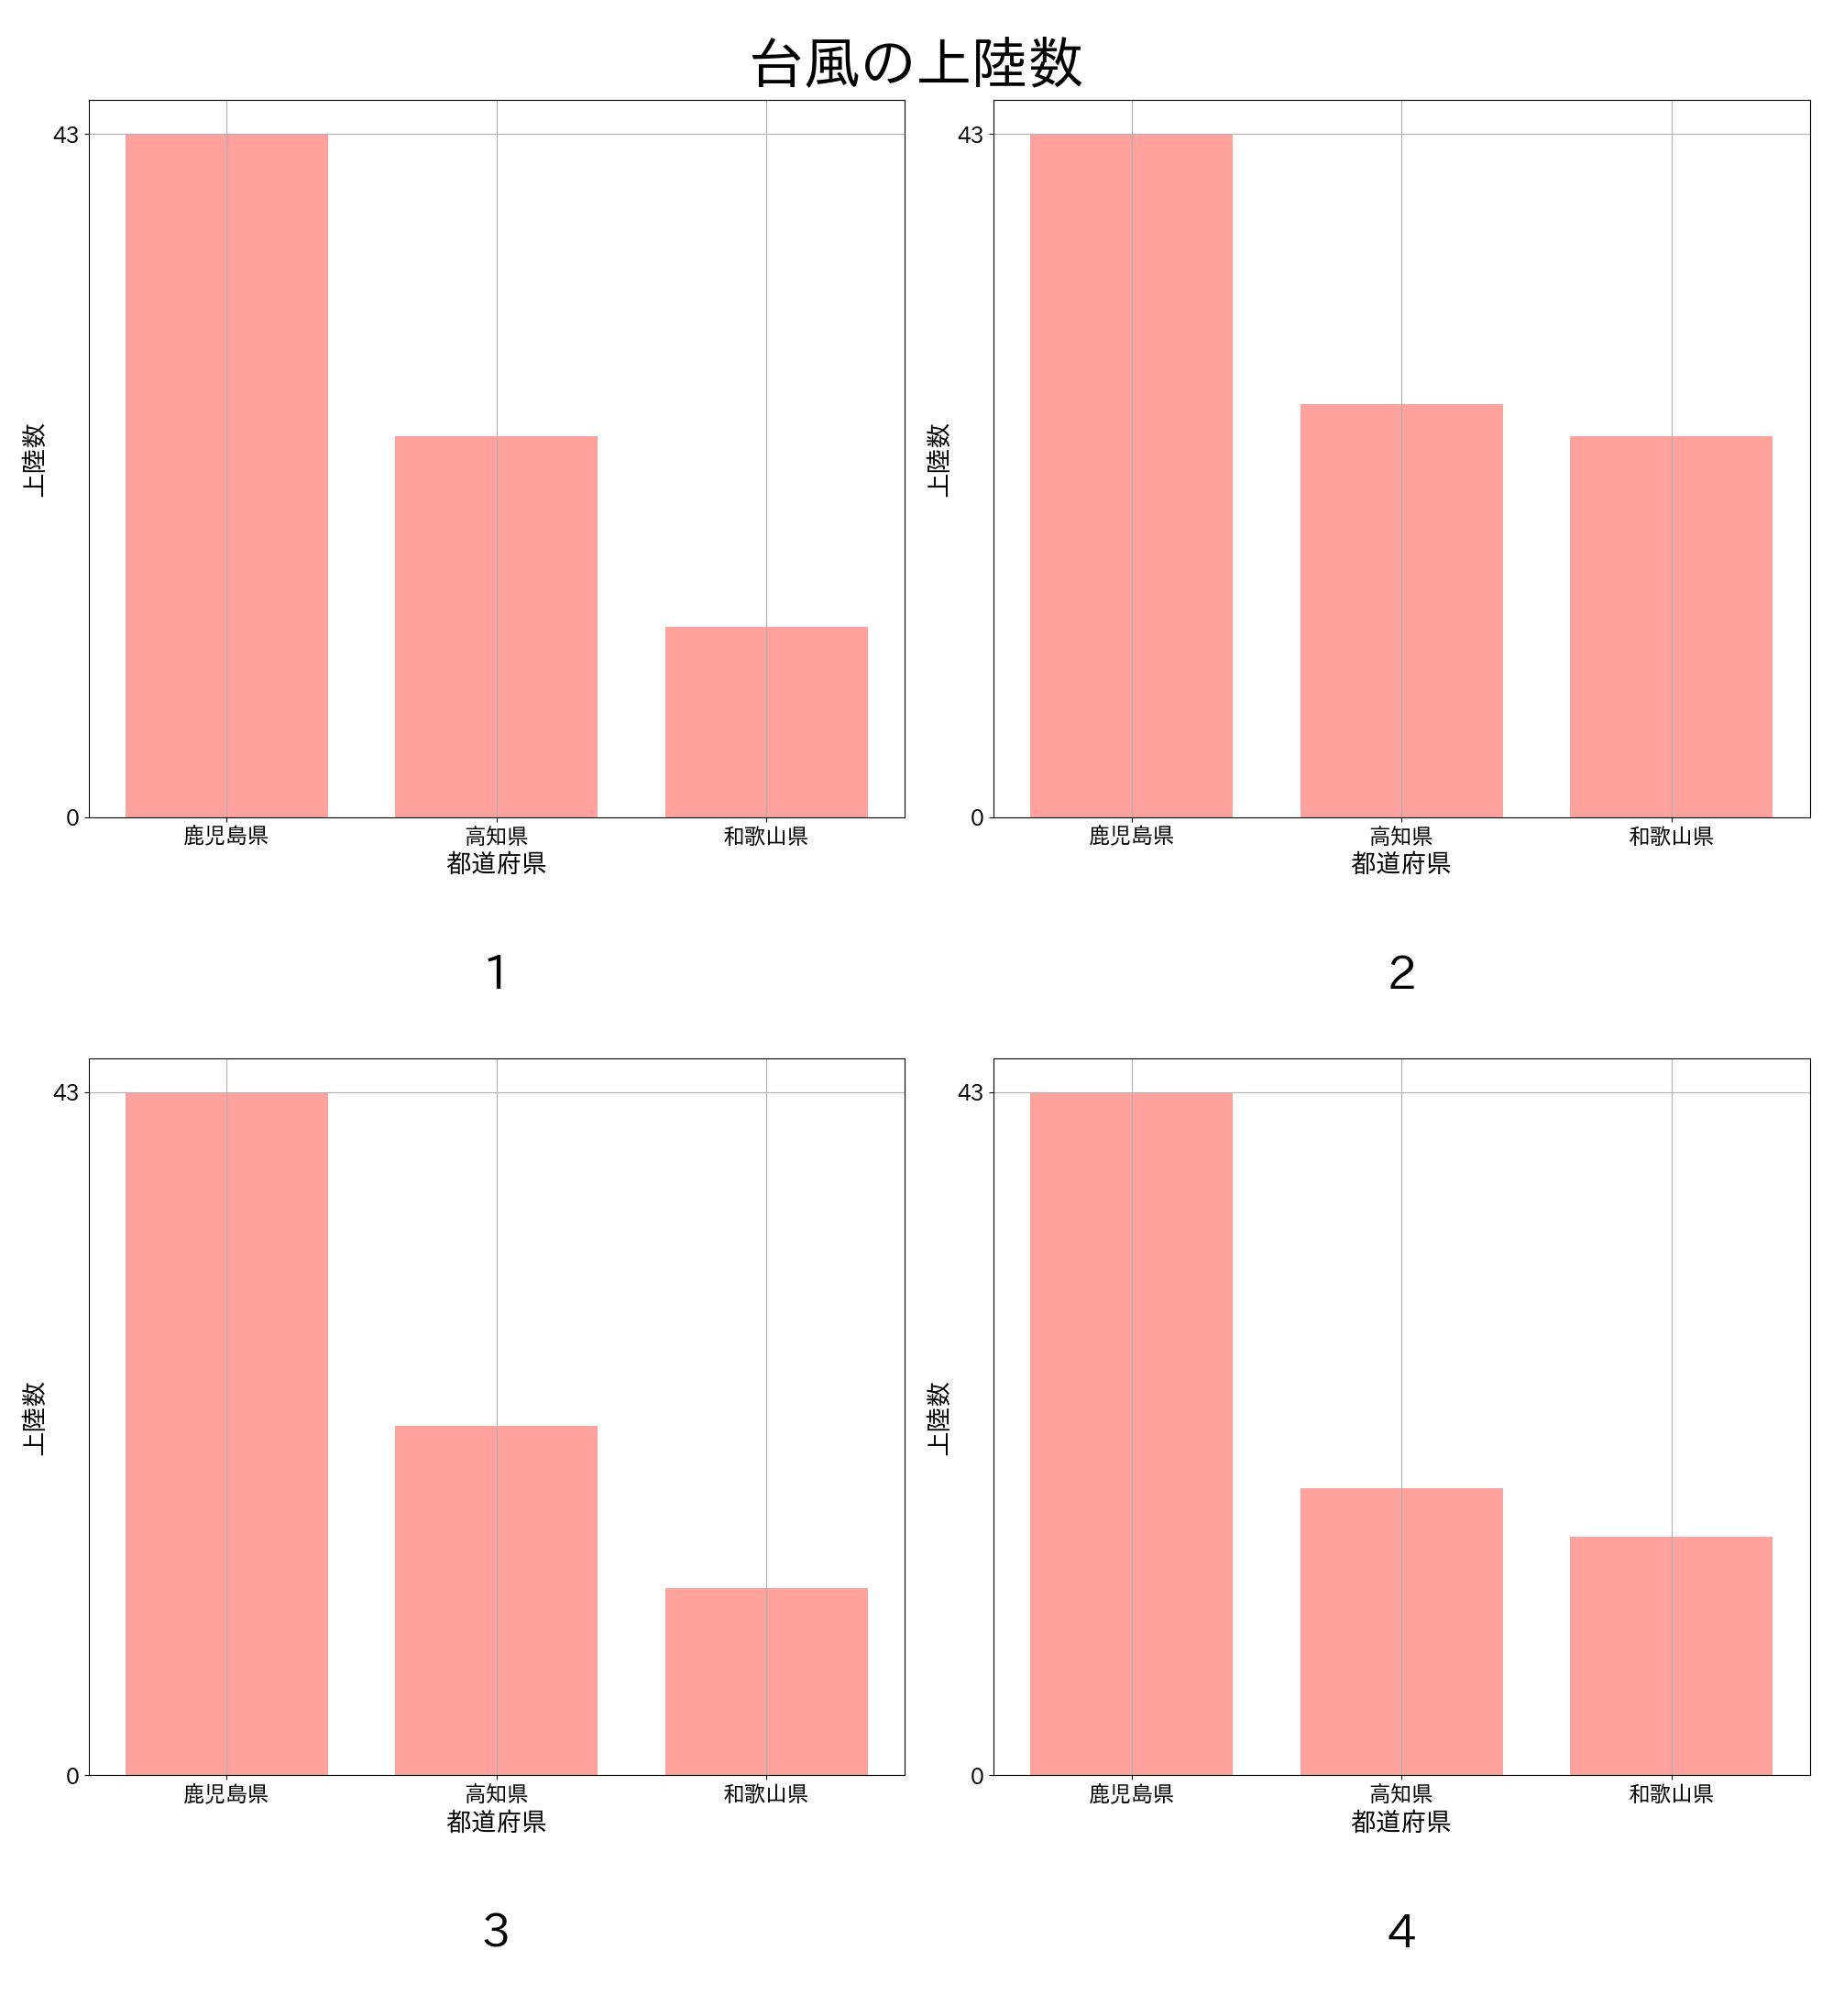 台風の上陸数
43
0
上陸数
鹿児島県 高知県 和歌山県
都道府県
1
43
0
上陸数
鹿児島県 高知県 和歌山県
都道府県
2
43
0
上陸数
鹿児島県 高知県 和歌山県
都道府県
3
43
0
上陸数
鹿児島県 高知県 和歌山県
都道府県
4